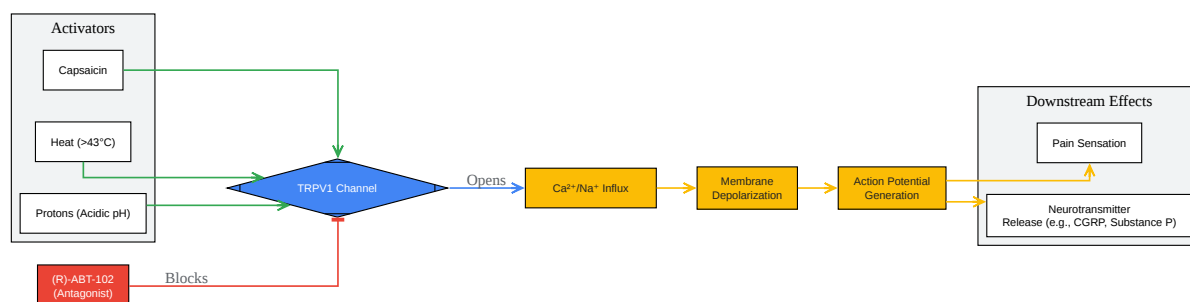 Activators
Capsaicin
Heat (>43°C)
Protons (Acidic pH)
(R)-ABT-102
(Antagonist)
Blocks
TRPV1 Channel
Opens
Ca²⁺/Na⁺ Influx
Membrane
Depolarization
Action Potential
Generation
Downstream Effects
Pain Sensation
Neurotransmitter
Release (e.g., CGRP, Substance P)